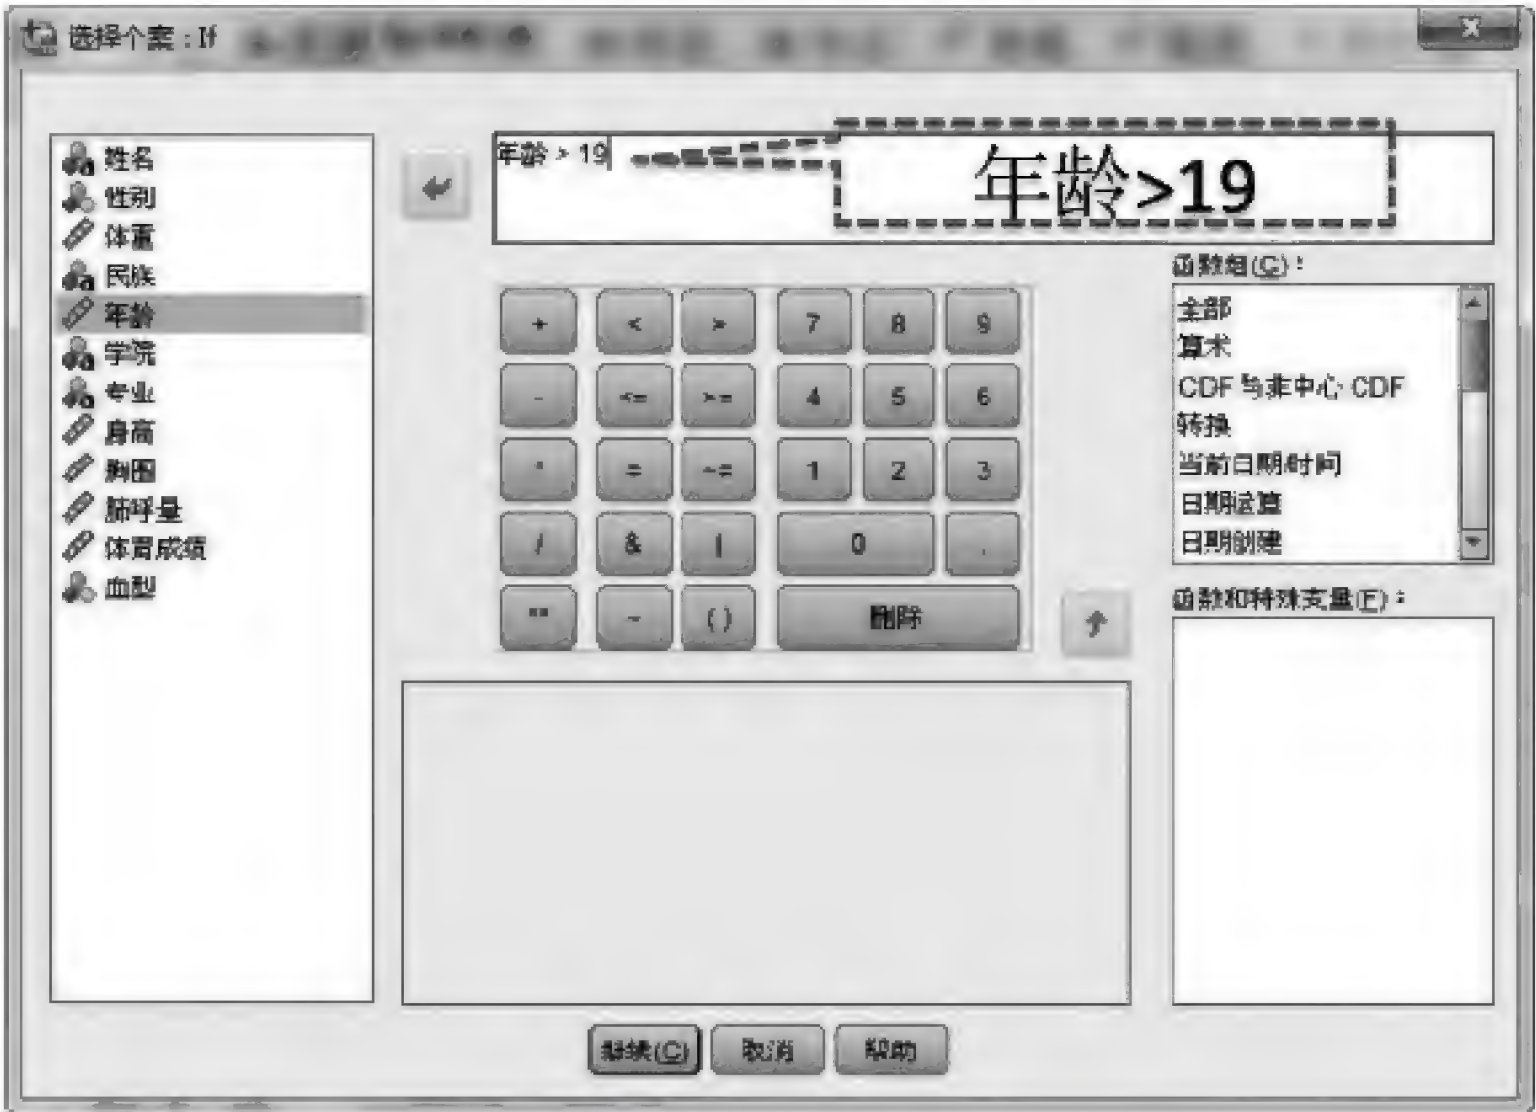 选择个案：If
姓名
性别
体重
民族
年龄
学院
专业
身高
胸围
肺呼量
体育成绩
血型
年龄 > 19
年龄>19
+ < > 7 8 9
- <= >= 4 5 6
* = ~= 1 2 3
/ & | 0 .
"" ~ () 删除
函数组(G)：
全部
算术
CDF 与非中心 CDF
转换
当前日期/时间
日期运算
日期创建
函数和特殊变量(F)：
继续(C) 取消 帮助